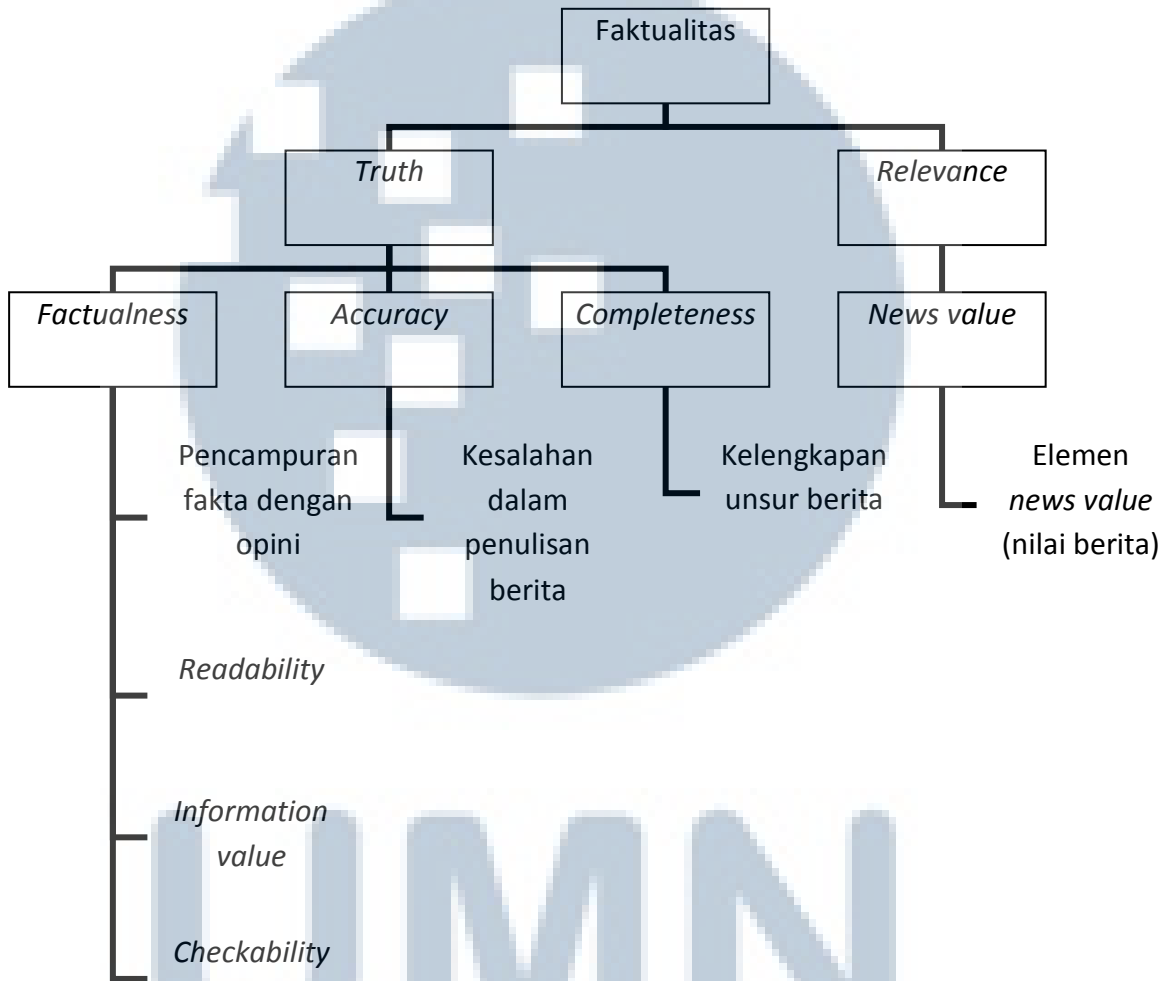 Faktualitas
Truth
Relevance
Factualness
Accuracy
Completeness
News value
Pencampuran
fakta dengan
opini
Kesalahan
dalam
penulisan
berita
Kelengkapan
unsur berita
Elemen
news value
(nilai berita)
Readability
Information
value
Checkability
UMN